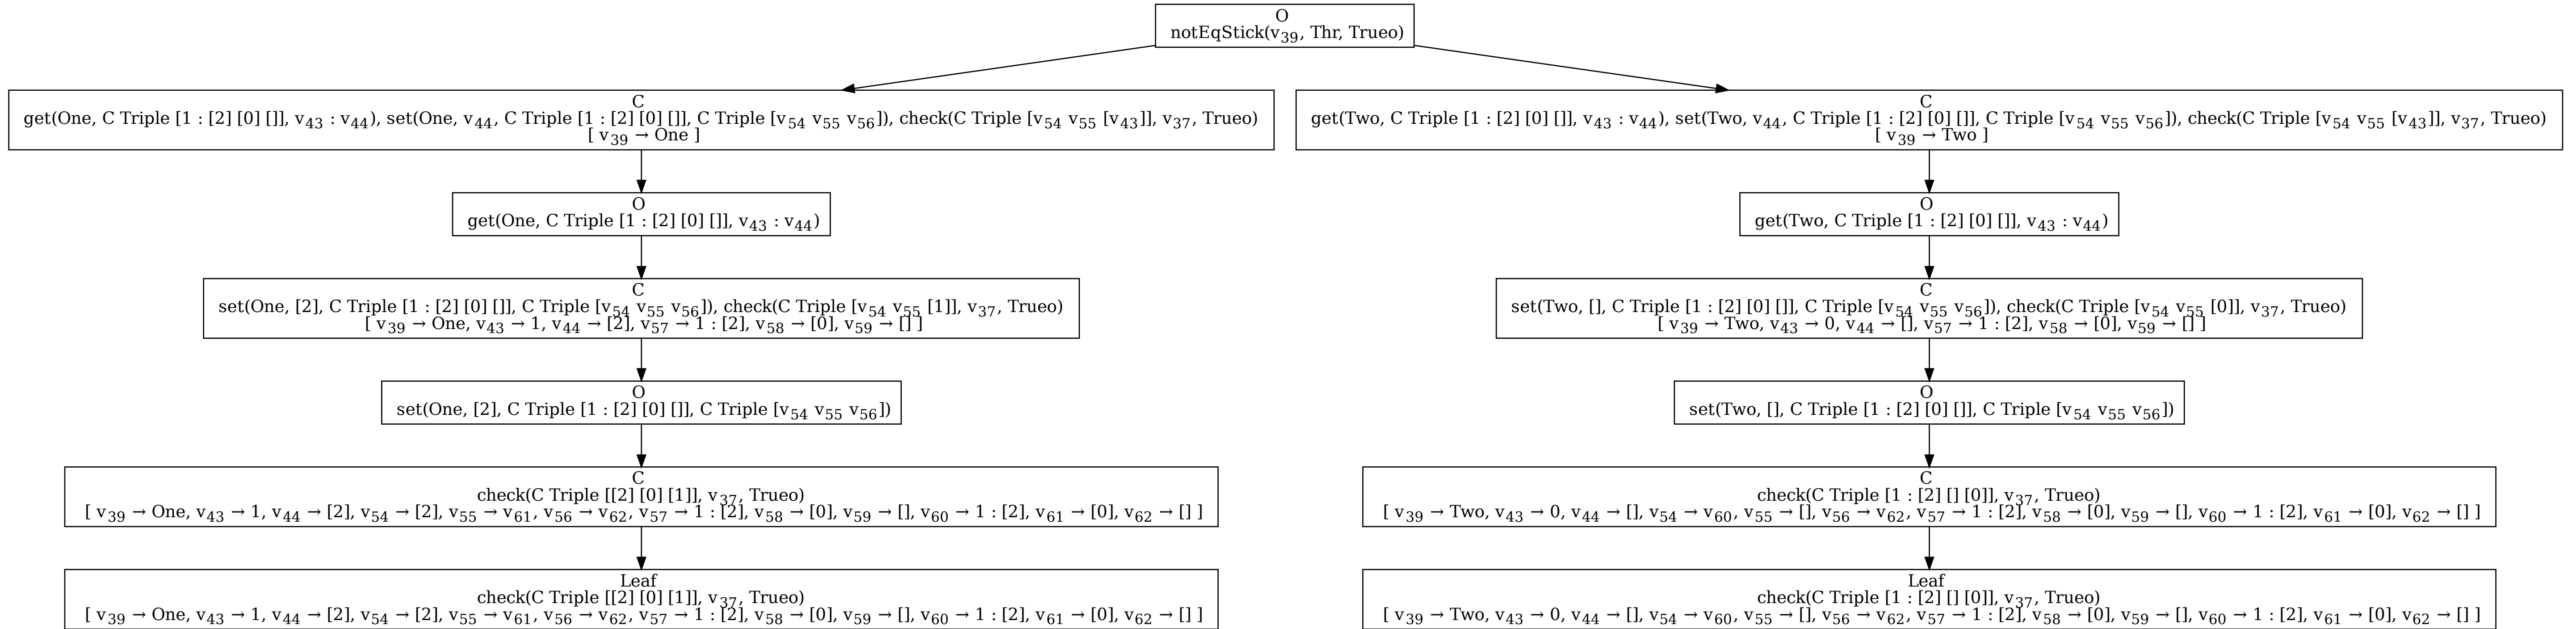 O
notEqStick(v39, Thr, Trueo)
C
get(One, C Triple [1 : [2] [0] []], v43 : v44), set(One, v44, C Triple [1 : [2] [0] []], C Triple [v54 v55 v56]), check(C Triple [v54 v55 [v43]], v37, Trueo)
[ v39 → One ]
C
get(Two, C Triple [1 : [2] [0] []], v43 : v44), set(Two, v44, C Triple [1 : [2] [0] []], C Triple [v54 v55 v56]), check(C Triple [v54 v55 [v43]], v37, Trueo)
[ v39 → Two ]
O
get(One, C Triple [1 : [2] [0] []], v43 : v44)
O
get(Two, C Triple [1 : [2] [0] []], v43 : v44)
C
set(One, [2], C Triple [1 : [2] [0] []], C Triple [v54 v55 v56]), check(C Triple [v54 v55 [1]], v37, Trueo)
[ v39 → One, v43 → 1, v44 → [2], v57 → 1 : [2], v58 → [0], v59 → [] ]
C
set(Two, [], C Triple [1 : [2] [0] []], C Triple [v54 v55 v56]), check(C Triple [v54 v55 [0]], v37, Trueo)
[ v39 → Two, v43 → 0, v44 → [], v57 → 1 : [2], v58 → [0], v59 → [] ]
O
set(One, [2], C Triple [1 : [2] [0] []], C Triple [v54 v55 v56])
O
set(Two, [], C Triple [1 : [2] [0] []], C Triple [v54 v55 v56])
C
check(C Triple [[2] [0] [1]], v37, Trueo)
[ v39 → One, v43 → 1, v44 → [2], v54 → [2], v55 → v61, v56 → v62, v57 → 1 : [2], v58 → [0], v59 → [], v60 → 1 : [2], v61 → [0], v62 → [] ]
C
check(C Triple [1 : [2] [] [0]], v37, Trueo)
[ v39 → Two, v43 → 0, v44 → [], v54 → v60, v55 → [], v56 → v62, v57 → 1 : [2], v58 → [0], v59 → [], v60 → 1 : [2], v61 → [0], v62 → [] ]
Leaf
check(C Triple [[2] [0] [1]], v37, Trueo)
[ v39 → One, v43 → 1, v44 → [2], v54 → [2], v55 → v61, v56 → v62, v57 → 1 : [2], v58 → [0], v59 → [], v60 → 1 : [2], v61 → [0], v62 → [] ]
Leaf
check(C Triple [1 : [2] [] [0]], v37, Trueo)
[ v39 → Two, v43 → 0, v44 → [], v54 → v60, v55 → [], v56 → v62, v57 → 1 : [2], v58 → [0], v59 → [], v60 → 1 : [2], v61 → [0], v62 → [] ]